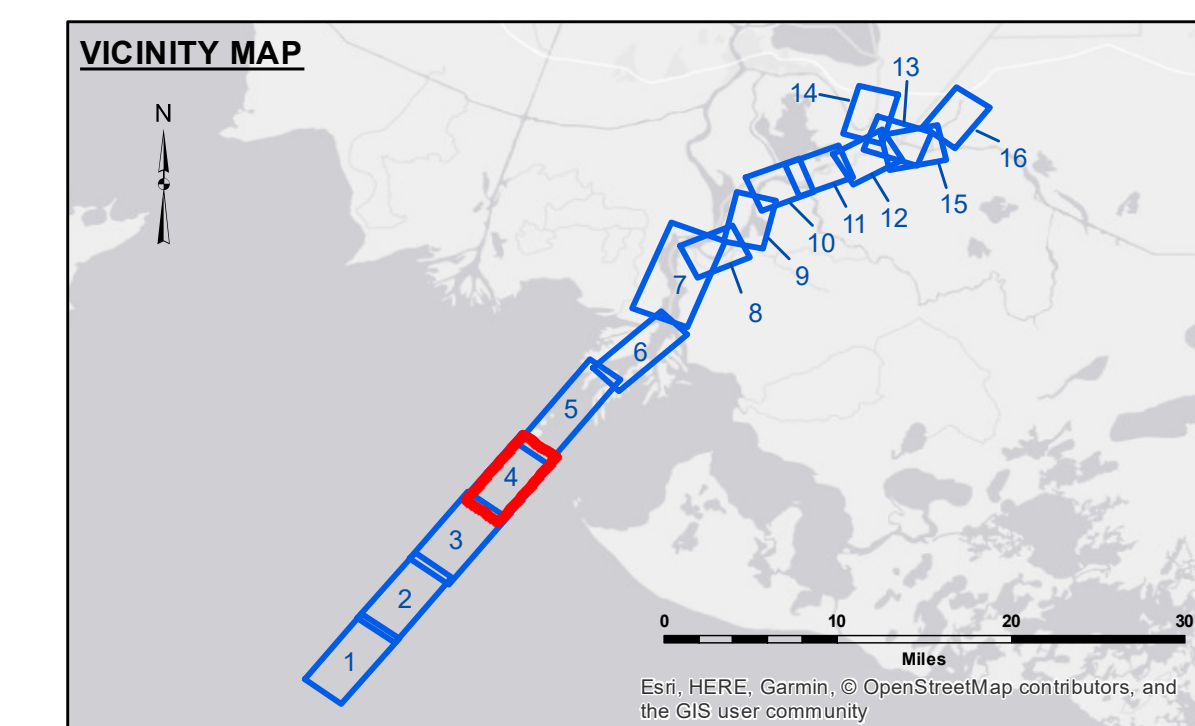 VICINITY MAP
N
13
14
16
15
12
11
10
9
8
7
6
5
4
3
2
1
0 10 20 30
Miles
Esri, HERE, Garmin, © OpenStreetMap contributors, and
the GIS user community